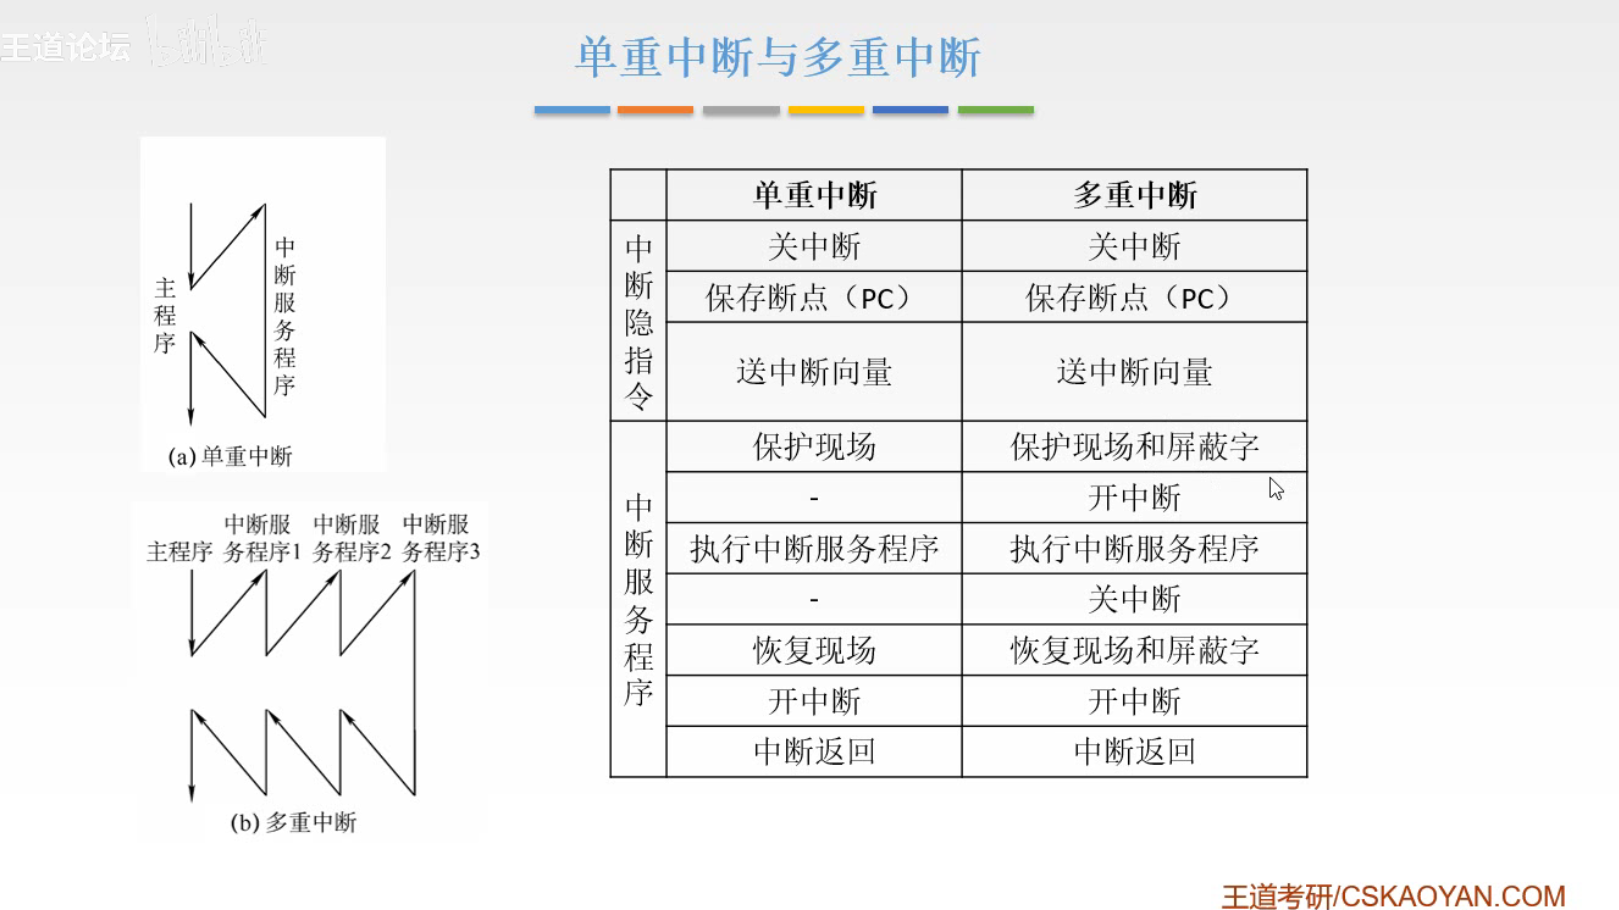 王道论坛 bilibili
单重中断与多重中断
主程序
中断服务程序
(a) 单重中断
主程序 中断服务程序1 中断服务程序2 中断服务程序3
(b) 多重中断
单重中断 多重中断
中断隐指令
关中断 关中断
保存断点（PC） 保存断点（PC）
送中断向量 送中断向量
中断服务程序
保护现场 保护现场和屏蔽字
- 开中断
执行中断服务程序 执行中断服务程序
- 关中断
恢复现场 恢复现场和屏蔽字
开中断 开中断
中断返回 中断返回
王道考研/CSKAOYAN.COM